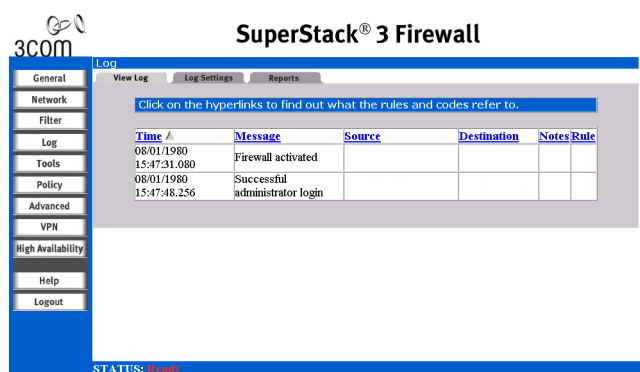 3COM
SuperStack® 3 Firewall
Log
View Log Log Settings Reports
General
Network
Filter
Log
Tools
Policy
Advanced
VPN
High Availability
Help
Logout
Click on the hyperlinks to find out what the rules and codes refer to.
Time Message Source Destination Notes Rule
08/01/1980
15:47:31.080
Firewall activated
08/01/1980
15:47:48.256
Successful
administrator login
STATUS: Ready